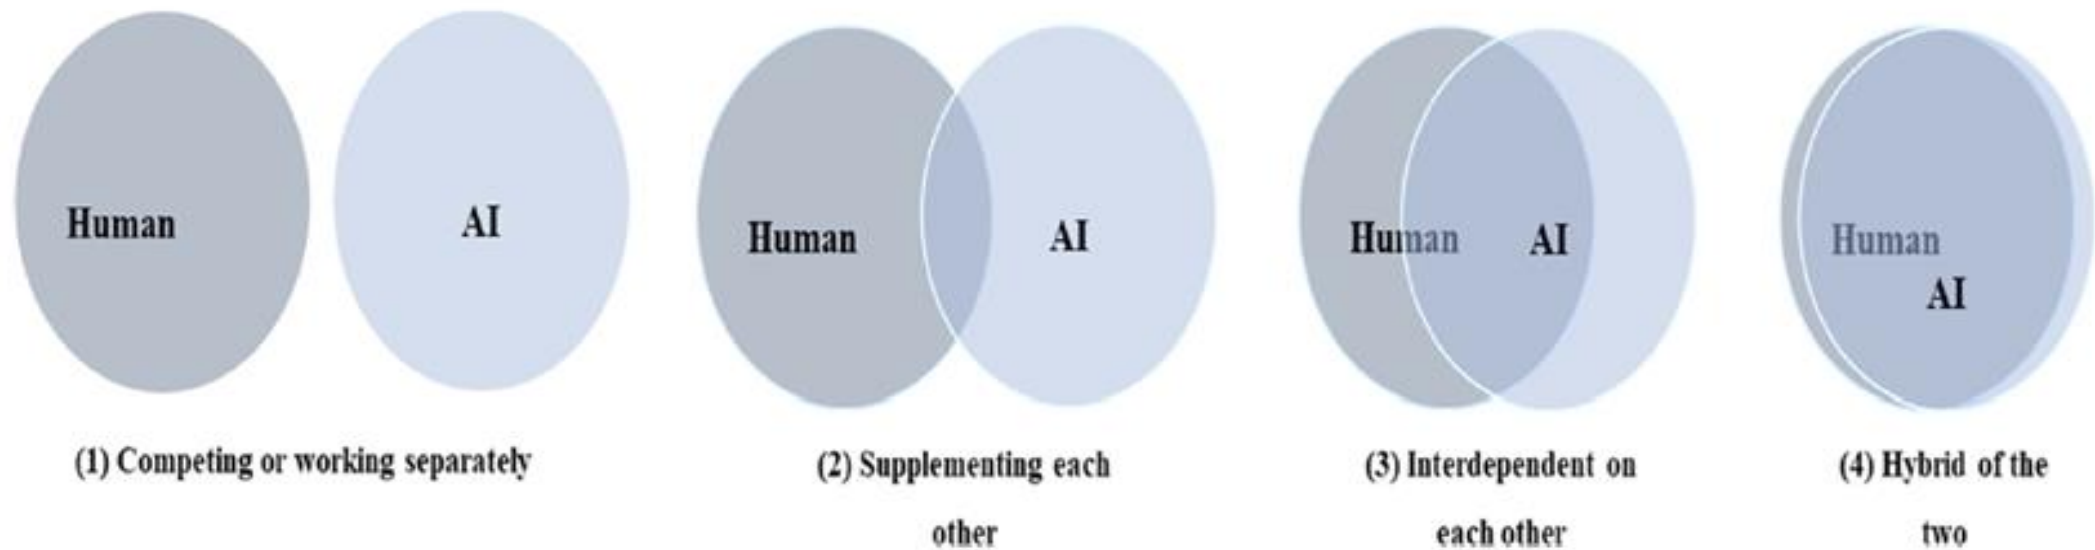 Human
AI
(1) Competing or working separately
Human
AI
(2) Supplementing each
other
Human
AI
(3) Interdependent on
each other
Human
AI
(4) Hybrid of the
two